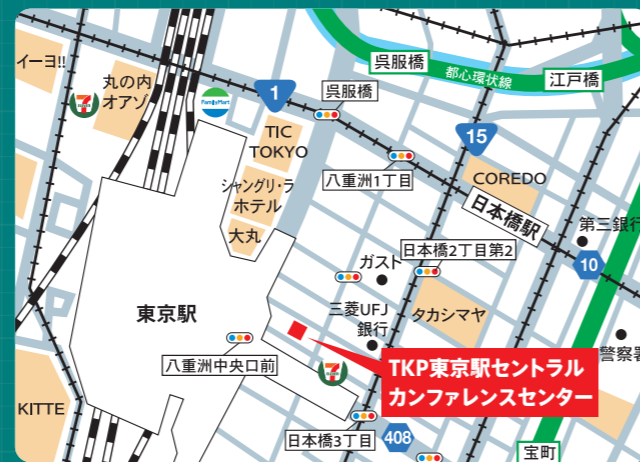 イーヨ!!
丸の内
オアゾ
FamilyMart
1
呉服橋
呉服橋
都心環状線
江戸橋
15
TIC
TOKYO
八重洲1丁目
COREDO
シャングリ・ラ
ホテル
大丸
日本橋駅
第三銀行
10
日本橋2丁目第2
ガスト
三菱UFJ
銀行
タカシマヤ
東京駅
八重洲中央口前
警察署
TKP東京駅セントラル
カンファレンスセンター
KITTE
日本橋3丁目
408
宝町